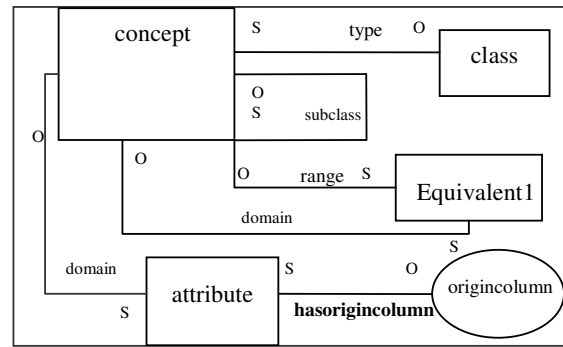 concept
S
type
O
class
O
S
subclass
O
O
O
range
S
Equivalent1
domain
S
domain
S
attribute
S
O
hasorigincolumn
origincolumn